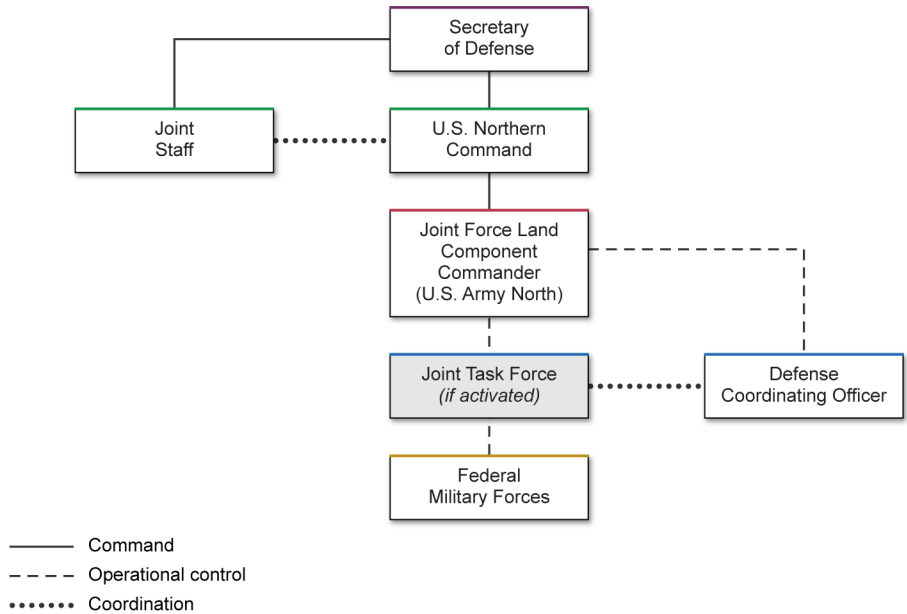 Secretary
of Defense
Joint
Staff
U.S. Northern
Command
Joint Force Land
Component
Commander
(U.S. Army North)
Joint Task Force
(if activated)
Defense
Coordinating Officer
Federal
Military Forces
Command
Operational control
Coordination